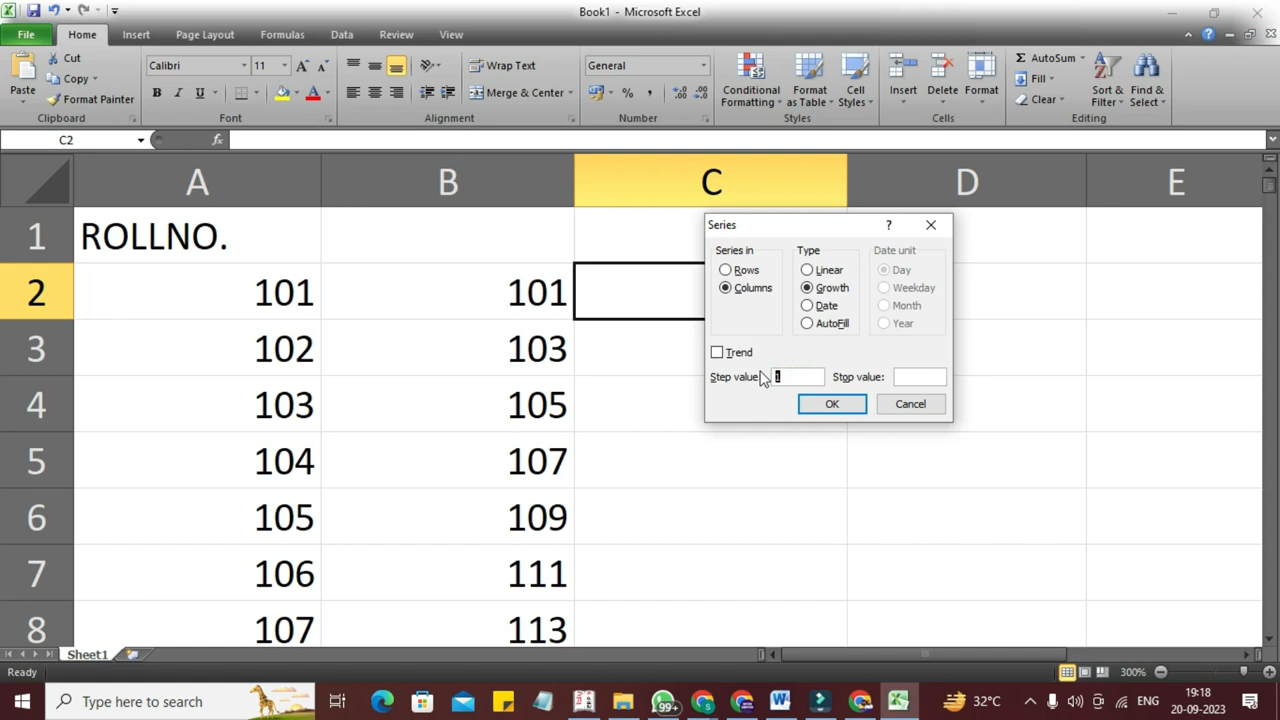 Book1 - Microsoft Excel
File Home Insert Page Layout Formulas Data Review View
Paste
Cut
Copy
Format Painter
Clipboard
Calibri 11 A A
B I U A
Font
Wrap Text
Merge & Center
Alignment
General
% ,
Number
Conditional Formatting
Format as Table
Cell Styles
Styles
Insert Delete Format
Cells
Σ AutoSum
Fill
Clear
Sort & Filter
Find & Select
Editing
C2 fx
A B C D E
1 ROLLNO.
2 101 101
3 102 103
4 103 105
5 104 107
6 105 109
7 106 111
8 107 113
Series ?
Series in
Rows
Columns
Type
Linear
Growth
Date
AutoFill
Date unit
Day
Weekday
Month
Year
Trend
Step value 1 Stop value:
OK Cancel
Sheet1
Ready 300%
Type here to search 99+ 32°C ENG 19:18
20-09-2023